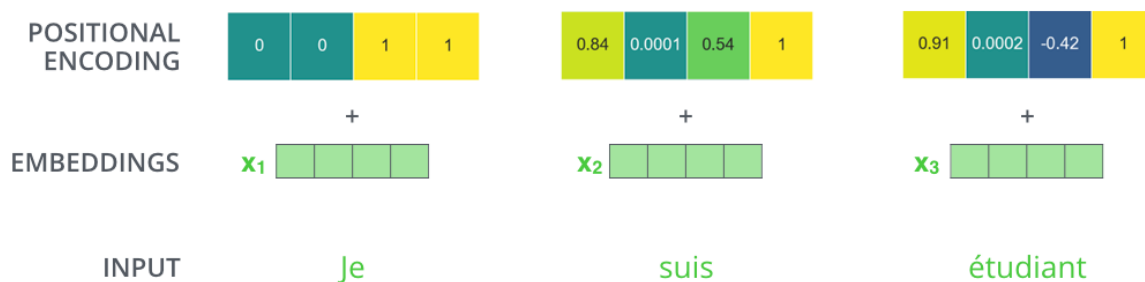 POSITIONAL
ENCODING
0 0 1 1
0.84 0.0001 0.54 1
0.91 0.0002 -0.42 1
+ + +
EMBEDDINGS
x₁ x₂ x₃
INPUT
Je suis étudiant